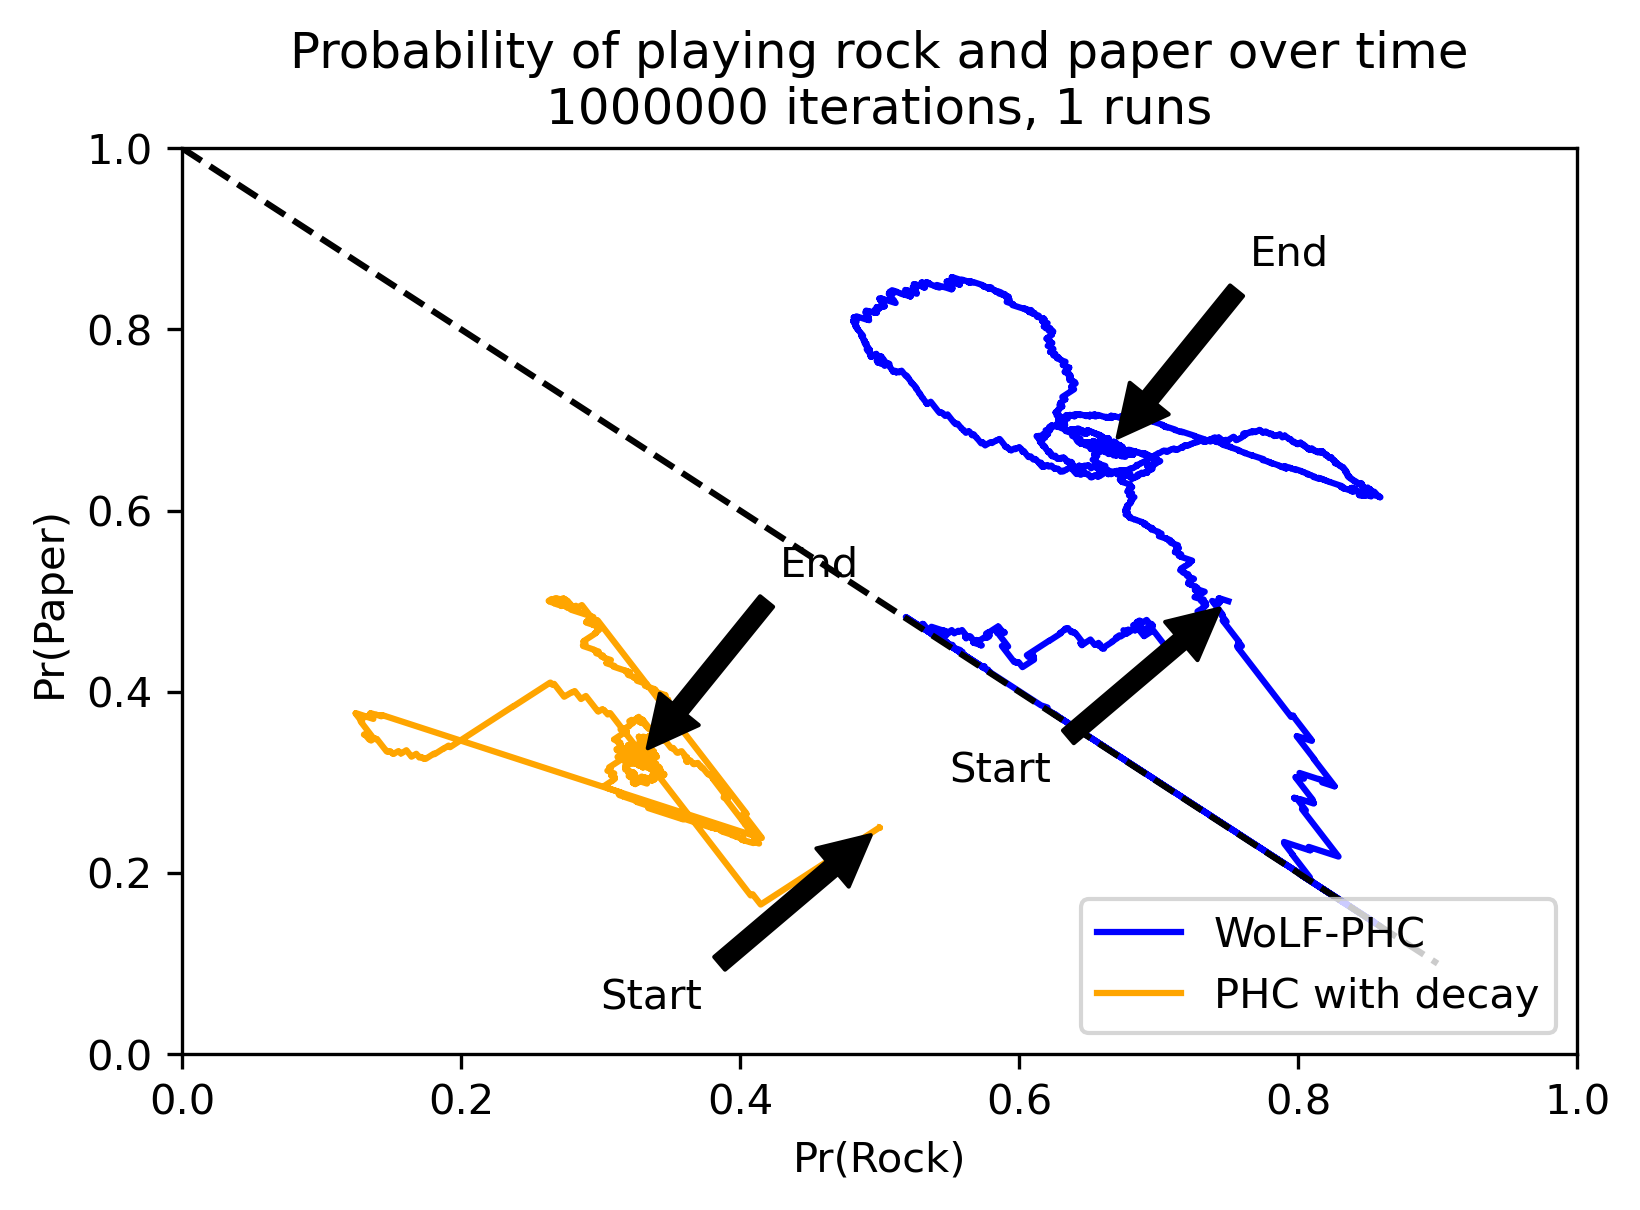 Probability of playing rock and paper over time
1000000 iterations, 1 runs
1.0
0.8
0.6
0.4
0.2
0.0
Pr(Paper)
End
End
Start
Start
WoLF-PHC
PHC with decay
0.0 0.2 0.4 0.6 0.8 1.0
Pr(Rock)